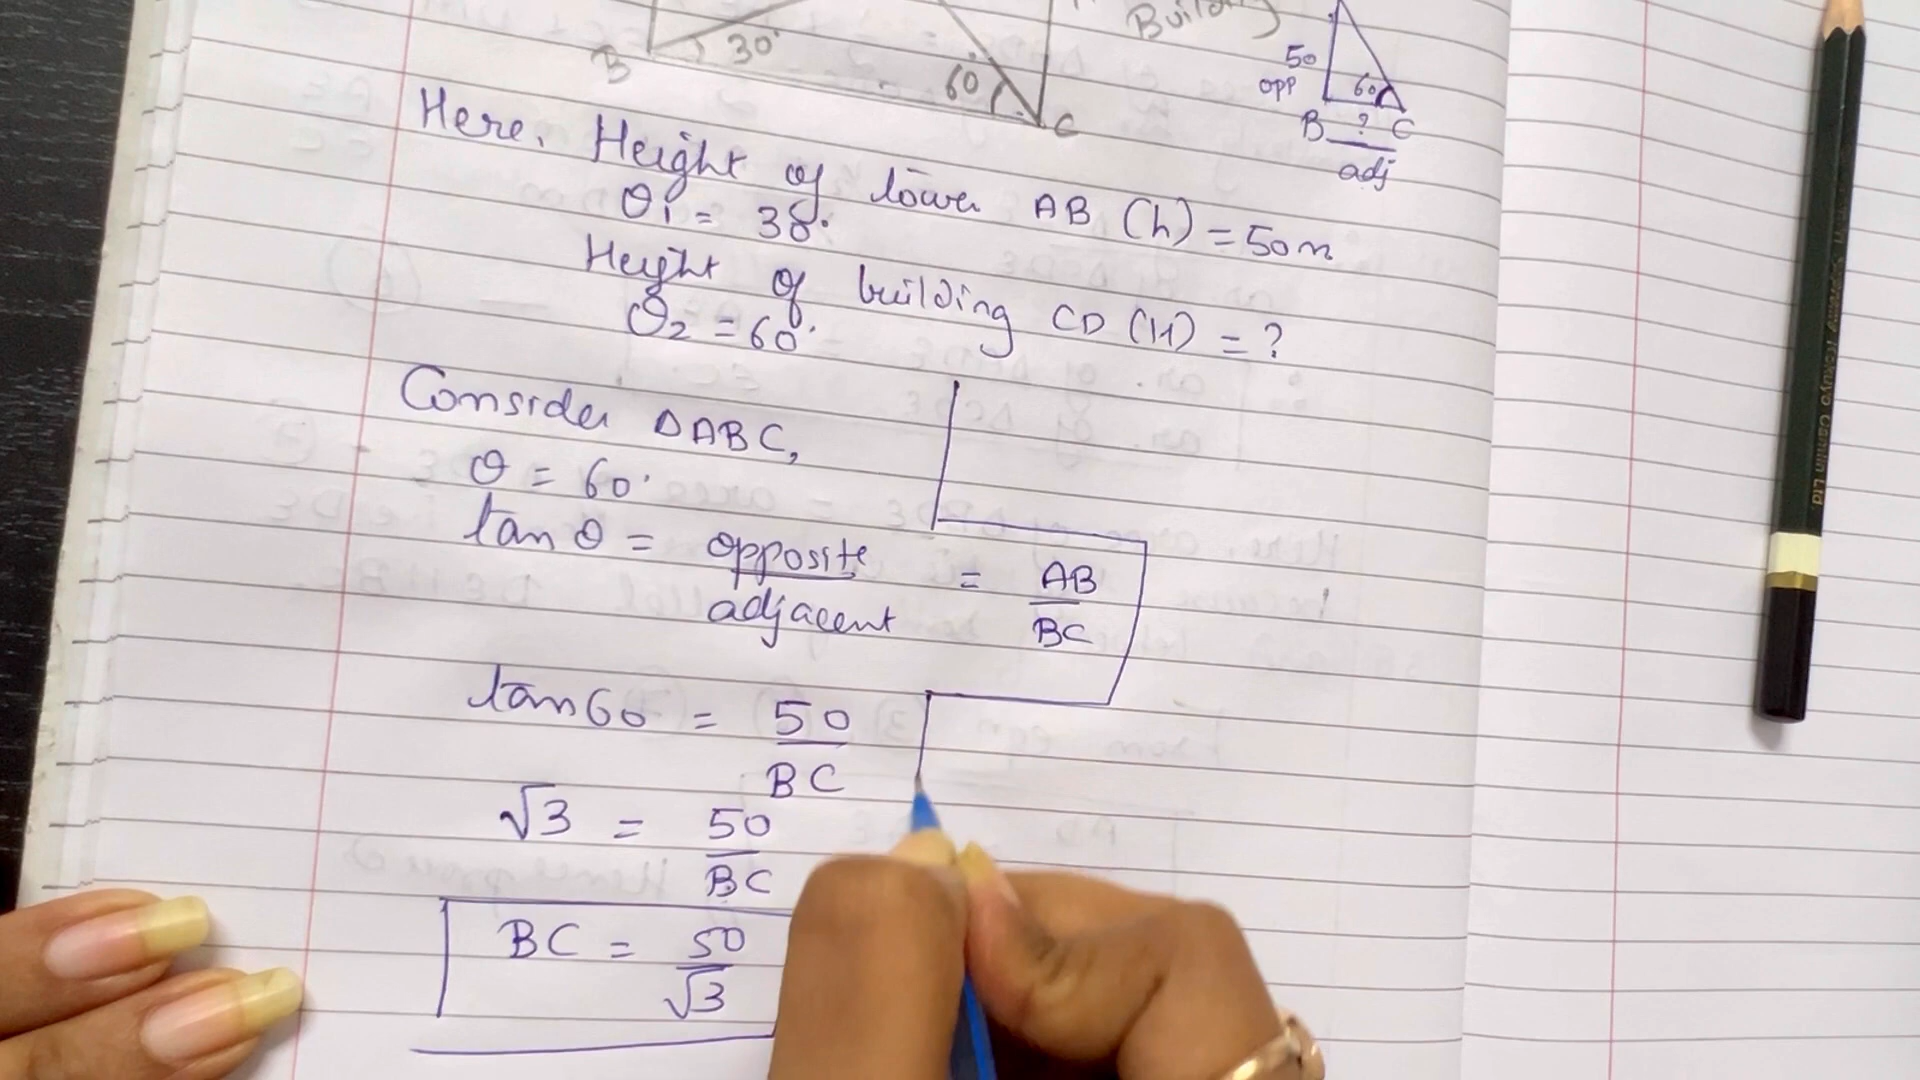 Building
B 30°
60 C
50
opp 60
B ? C
adj
Here, Height of tower AB (h) = 50m
θ1 = 30°
Height of building CD (H) = ?
θ2 = 60°
Consider ΔABC,
θ = 60°
tan θ = opposite / adjacent = AB / BC
tan 60 = 50 / BC
√3 = 50 / BC
BC = 50 / √3